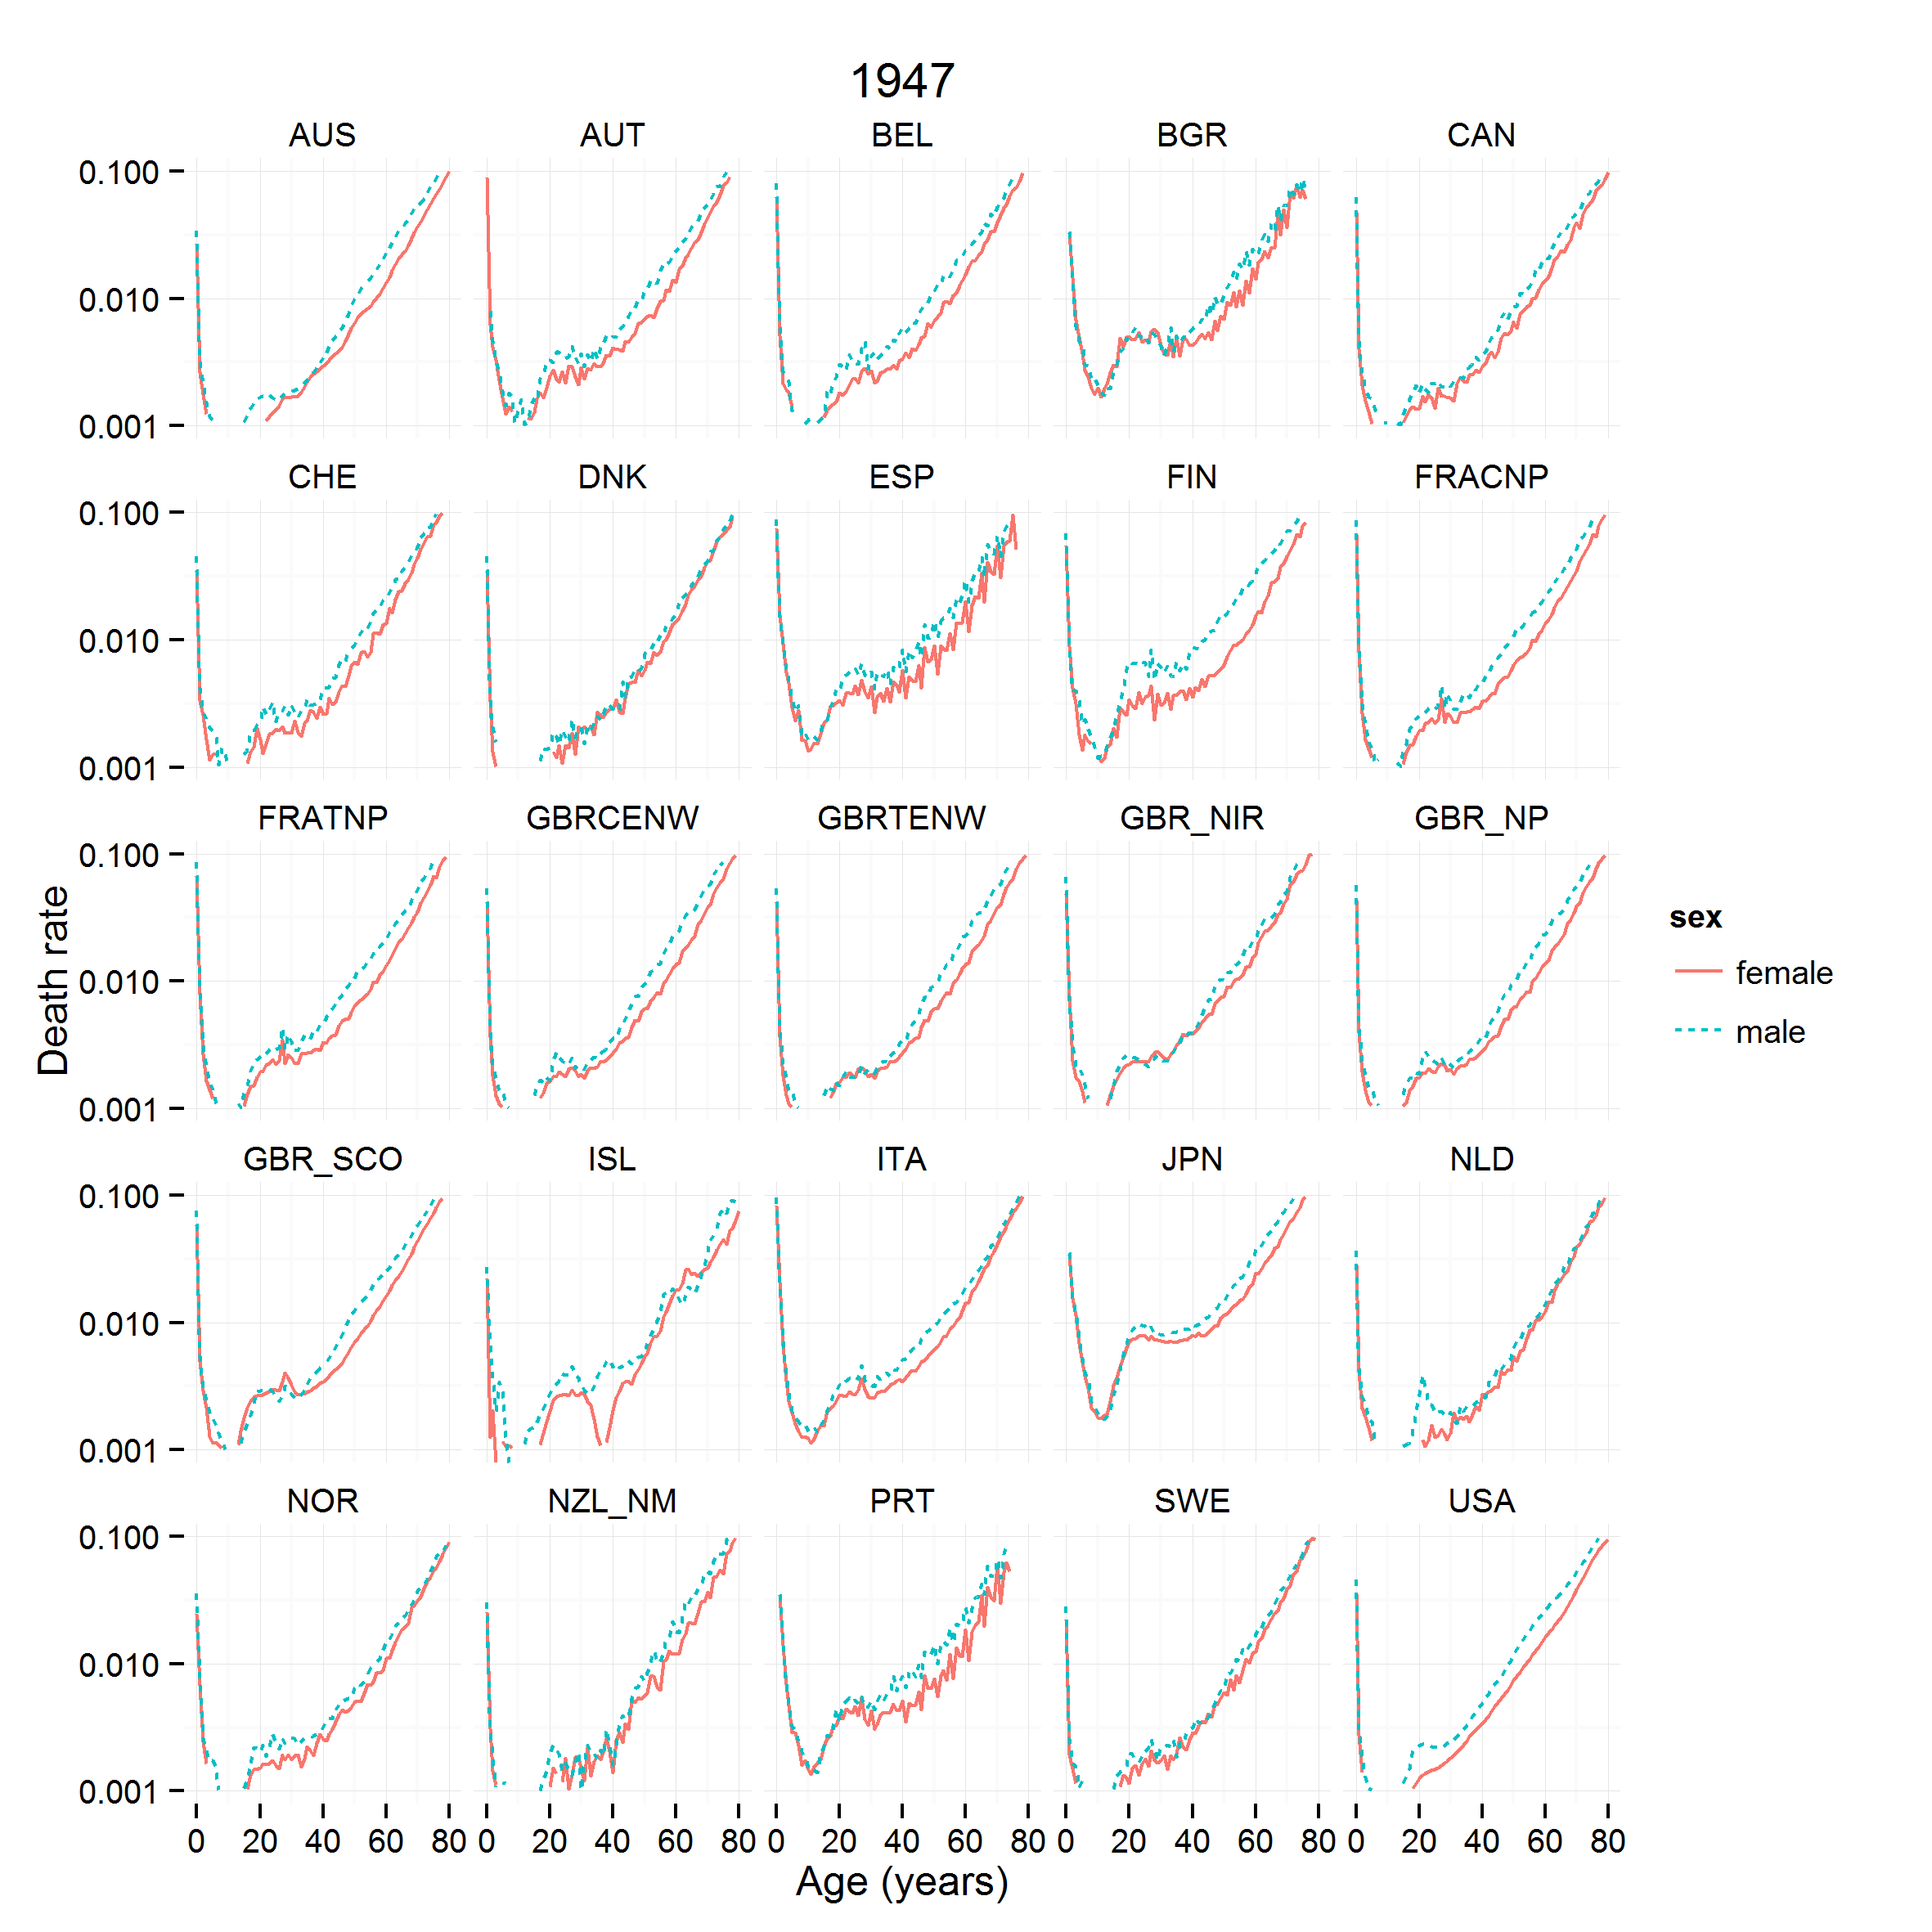 1947
AUS AUT BEL BGR CAN
0.100
0.010
0.001
CHE DNK ESP FIN FRACNP
0.100
0.010
0.001
FRATNP GBRCENW GBRTENW GBR_NIR GBR_NP
0.100
0.010
0.001
GBR_SCO ISL ITA JPN NLD
0.100
0.010
0.001
NOR NZL_NM PRT SWE USA
0.100
0.010
0.001
0 20 40 60 80 0 20 40 60 80 0 20 40 60 80 0 20 40 60 80 0 20 40 60 80
Age (years)
Death rate
sex
female
male